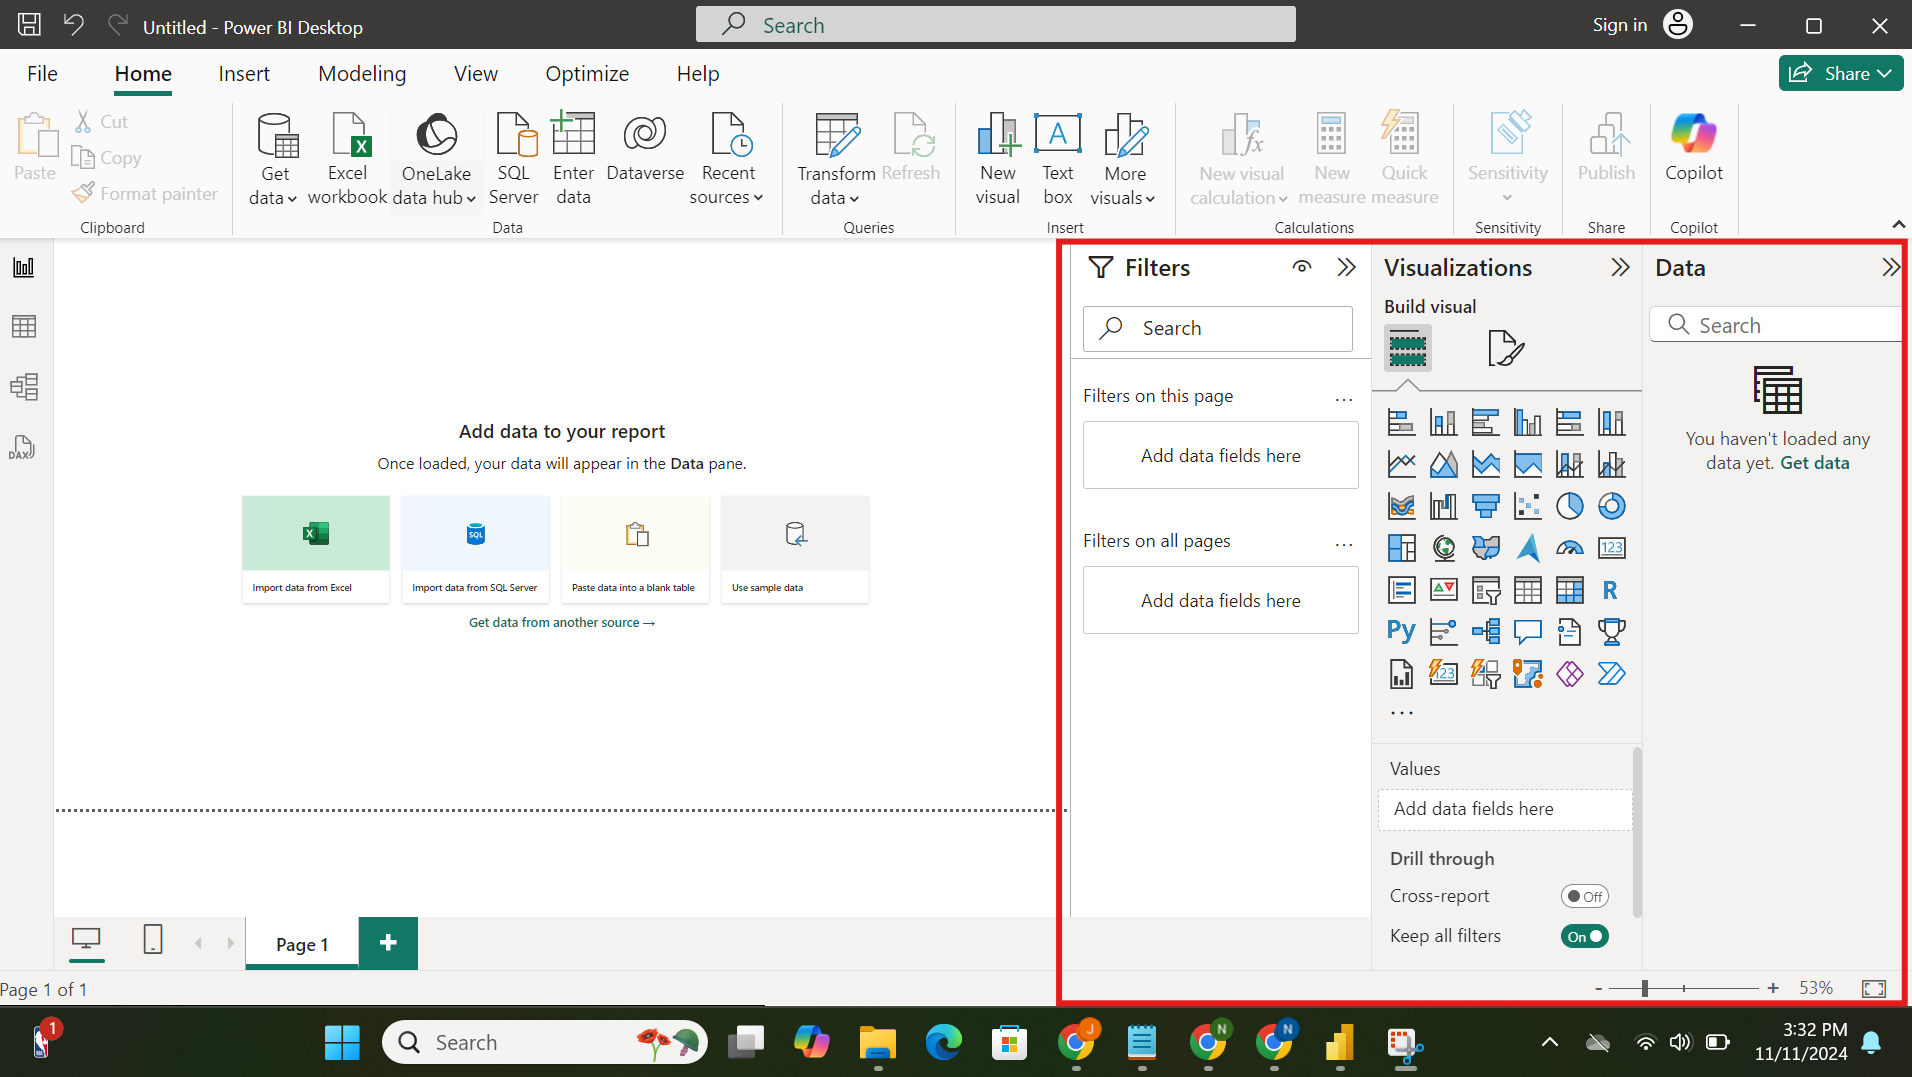 Untitled - Power BI Desktop
Search
Sign in
File Home Insert Modeling View Optimize Help
Share
Paste
Cut
Copy
Format painter
Clipboard
Get data
Excel workbook
OneLake data hub
SQL Server
Enter data
Dataverse
Recent sources
Data
Transform data
Refresh
Queries
New visual
Text box
More visuals
Insert
New visual calculation
New measure
Quick measure
Calculations
Sensitivity
Sensitivity
Publish
Share
Copilot
Copilot
DAX
Add data to your report
Once loaded, your data will appear in the Data pane.
Import data from Excel
SQL
Import data from SQL Server
Paste data into a blank table
Use sample data
Get data from another source →
Filters
Search
Filters on this page ...
Add data fields here
Filters on all pages ...
Add data fields here
Visualizations
Build visual
123
R
Py
123
...
Values
Add data fields here
Drill through
Cross-report Off
Keep all filters On
Data
Search
You haven't loaded any
data yet. Get data
Page 1
+
Page 1 of 1
- + 53%
1
Search
J
N
N
3:32 PM
11/11/2024